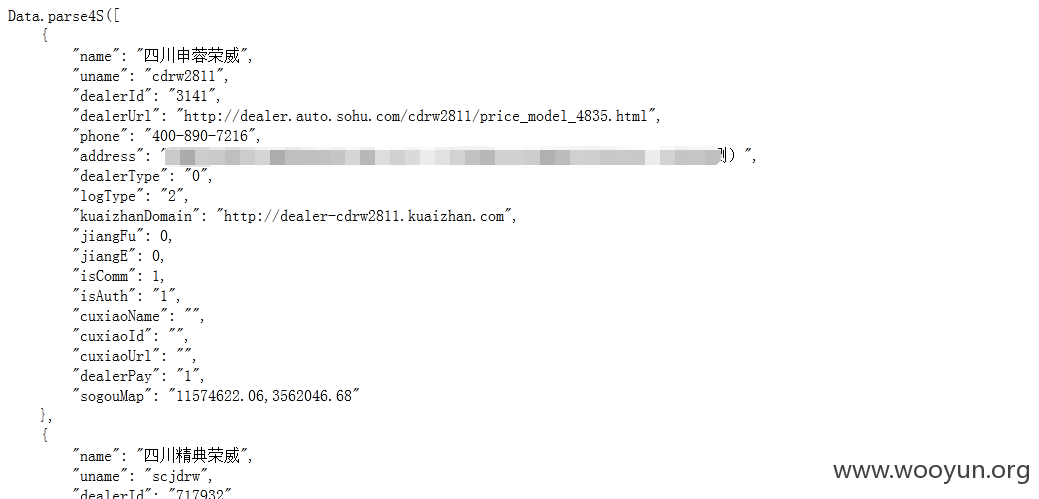 Data.parse4S([
{
"name": "四川申蓉荣威",
"uname": "cdrw2811",
"dealerId": "3141",
"dealerUrl": "http://dealer.auto.sohu.com/cdrw2811/price_model_4835.html",
"phone": "400-890-7216",
"address": " ）",
"dealerType": "0",
"logType": "2",
"kuaizhanDomain": "http://dealer-cdrw2811.kuaizhan.com",
"jiangFu": 0,
"jiangE": 0,
"isComm": 1,
"isAuth": "1",
"cuxiaoName": "",
"cuxiaoId": "",
"cuxiaoUrl": "",
"dealerPay": "1",
"sogouMap": "11574622.06,3562046.68"
},
{
"name": "四川精典荣威",
"uname": "scjdrw",
"dealerId": "717932"
www.wooyun.org